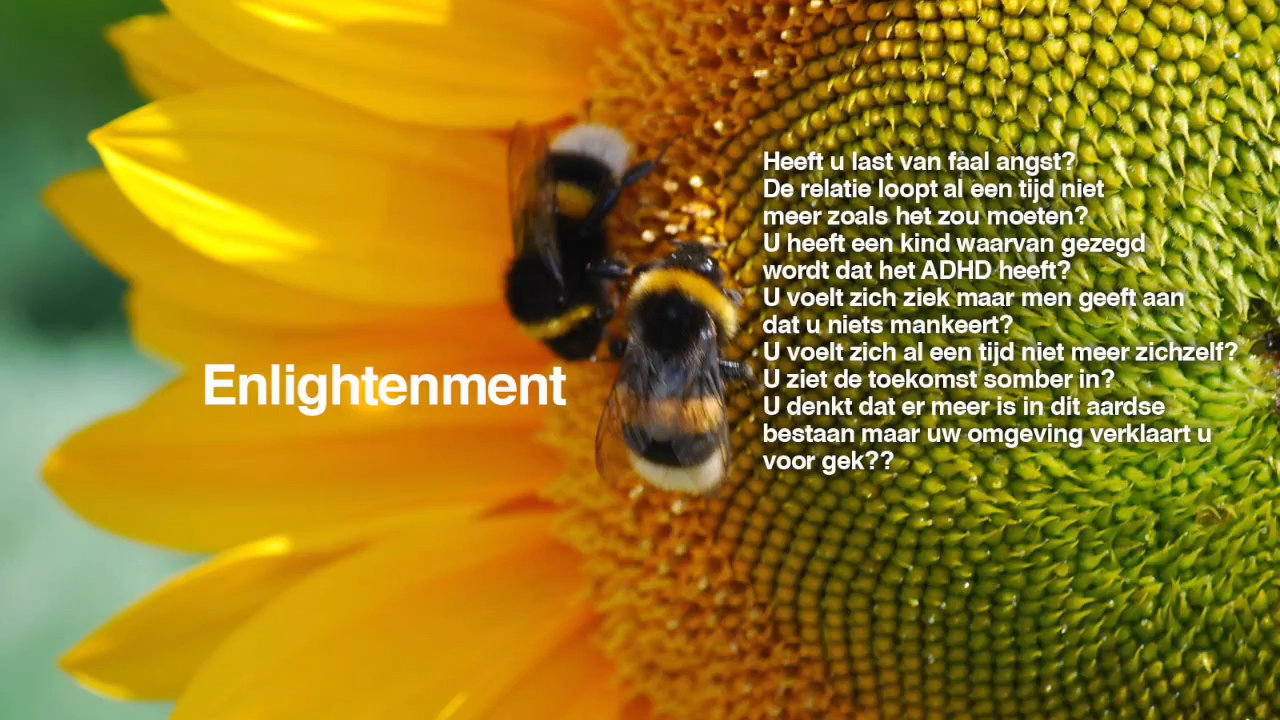 Enlightenment
Heeft u last van faal angst?
De relatie loopt al een tijd niet
meer zoals het zou moeten?
U heeft een kind waarvan gezegd
wordt dat het ADHD heeft?
U voelt zich ziek maar men geeft aan
dat u niets mankeert?
U voelt zich al een tijd niet meer zichzelf?
U ziet de toekomst somber in?
U denkt dat er meer is in dit aardse
bestaan maar uw omgeving verklaart u
voor gek??